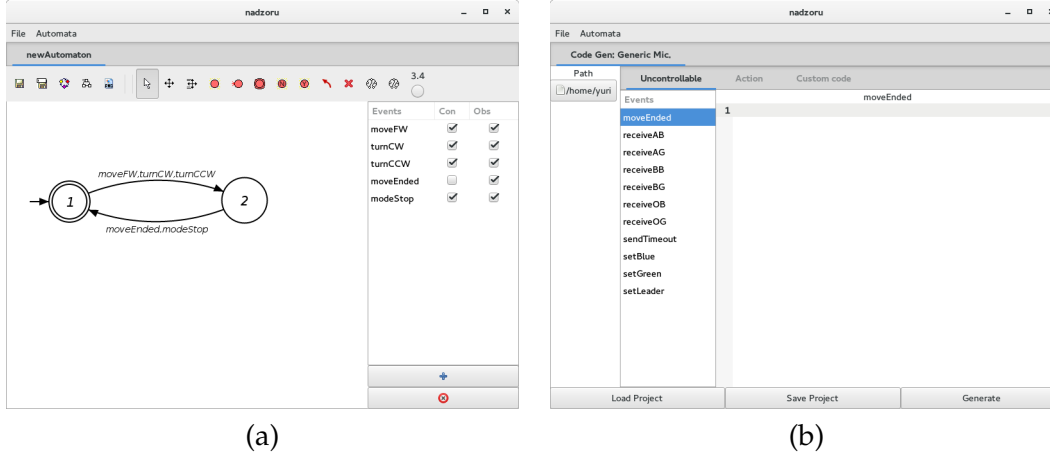 nadzoru
File Automata
newAutomaton
3.4
Events Con Obs
moveFW
turnCW
turnCCW
moveEnded
modeStop
moveFW,turnCW,turnCCW
1 2
moveEnded,modeStop
(a)
nadzoru
File Automata
Code Gen; Generic Mic,
Path Uncontrollable Action Custom code
/home/yuri
Events moveEnded
moveEnded 1
receiveAB
receiveAG
receiveBB
receiveBG
receiveOB
receiveOG
sendTimeout
setBlue
setGreen
setLeader
Load Project Save Project Generate
(b)